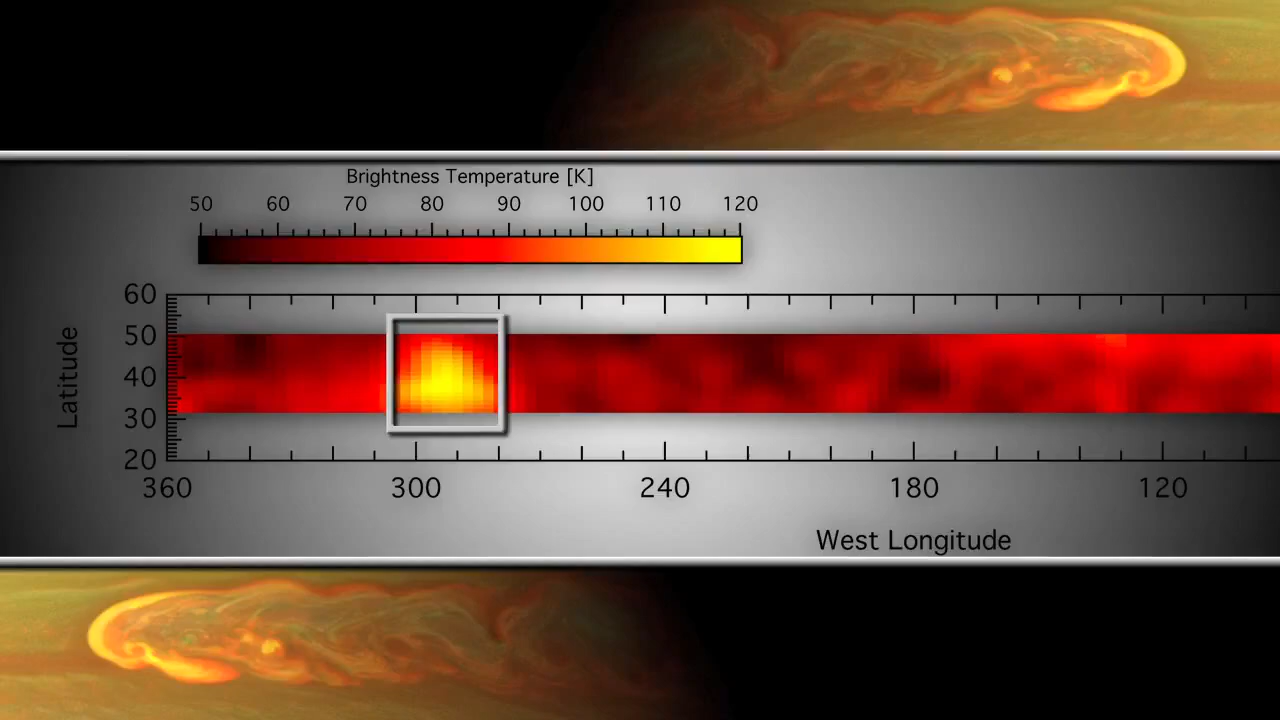 Brightness Temperature [K]
50 60 70 80 90 100 110 120
60
50
40
30
20
Latitude
360 300 240 180 120
West Longitude